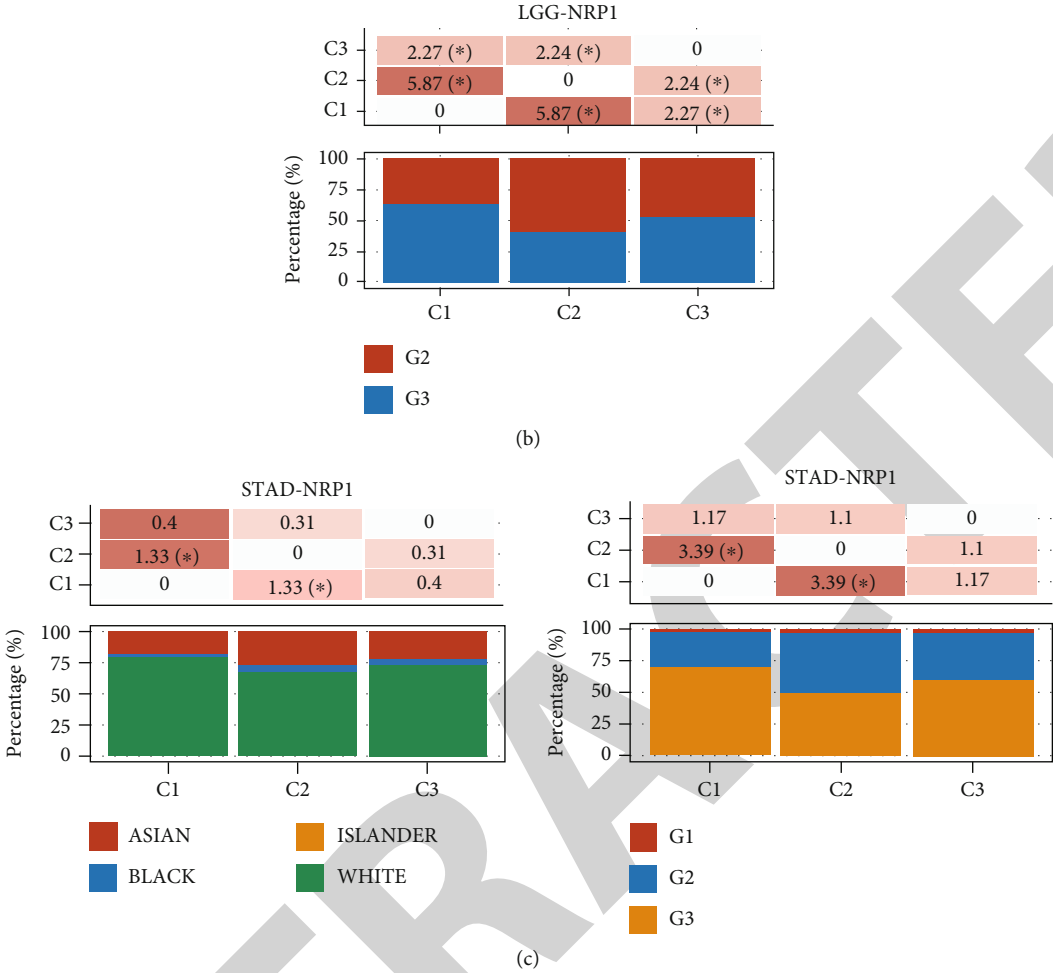 LGG-NRP1
C3 2.27 (*) 2.24 (*) 0
C2 5.87 (*) 0 2.24 (*)
C1 0 5.87 (*) 2.27 (*)
Percentage (%)
100
75
50
25
0
C1 C2 C3
G2
G3
(b)
STAD-NRP1
C3 0.4 0.31 0
C2 1.33 (*) 0 0.31
C1 0 1.33 (*) 0.4
Percentage (%)
100
75
50
25
0
C1 C2 C3
ASIAN ISLANDER
BLACK WHITE
STAD-NRP1
C3 1.17 1.1 0
C2 3.39 (*) 0 1.1
C1 0 3.39 (*) 1.17
Percentage (%)
100
75
50
25
0
C1 C2 C3
G1
G2
G3
(c)